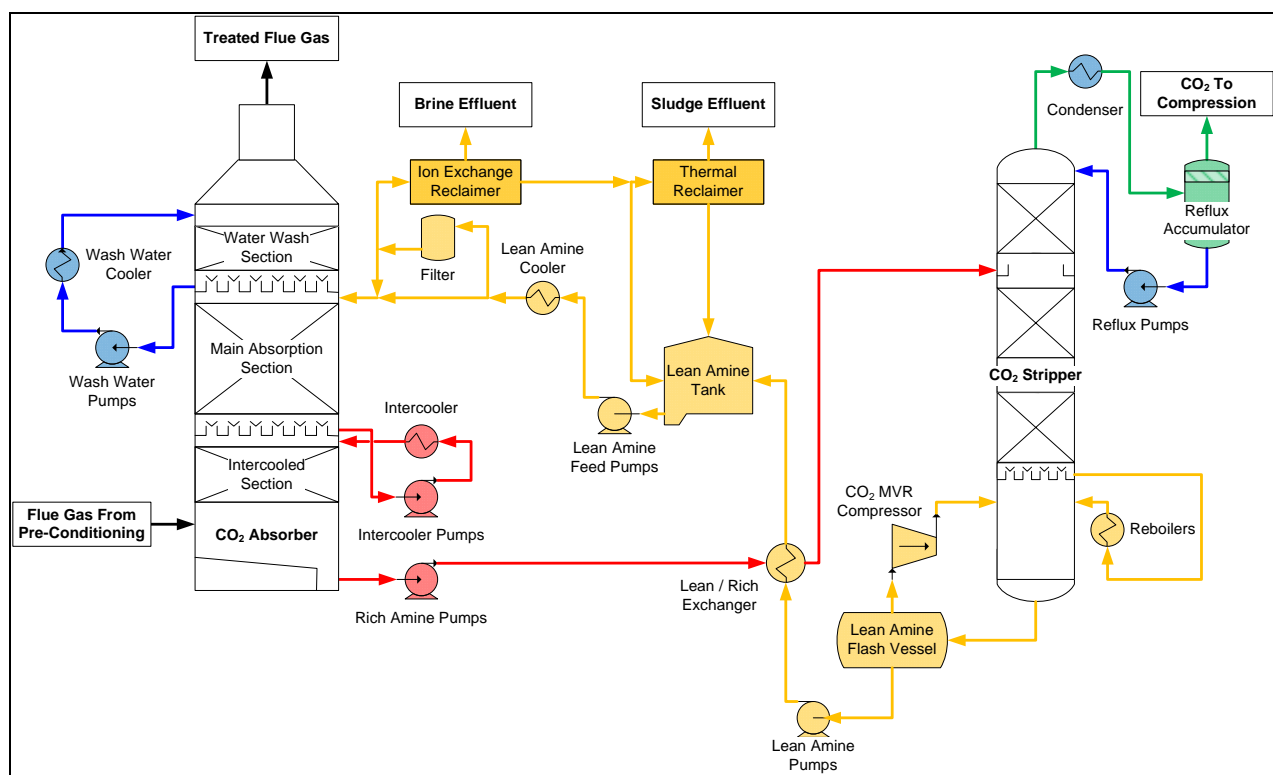 Treated Flue Gas
Brine Effluent
Sludge Effluent
CO₂ To
Compression
Condenser
Ion Exchange
Reclaimer
Thermal
Reclaimer
Reflux
Accumulator
Water Wash
Section
Wash Water
Cooler
Filter
Lean Amine
Cooler
Reflux Pumps
Main Absorption
Section
Wash Water
Pumps
Lean Amine
Tank
CO₂ Stripper
Intercooler
Lean Amine
Feed Pumps
Intercooled
Section
CO₂ MVR
Compressor
Flue Gas From
Pre-Conditioning
CO₂ Absorber
Intercooler Pumps
Reboilers
Lean / Rich
Exchanger
Rich Amine Pumps
Lean Amine
Flash Vessel
Lean Amine
Pumps